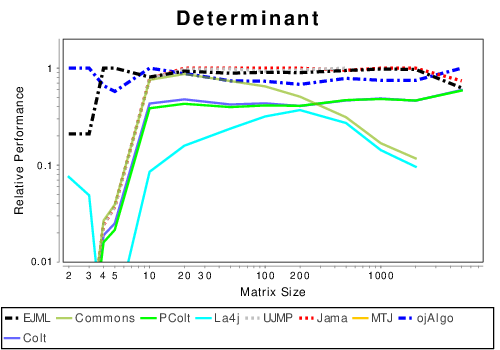 Determinant
Relative Performance
1
0.1
0.01
2 3 4 5 10 20 30 100 200 1000
Matrix Size
EJML Commons PColt La4j UJMP Jama MTJ ojAlgo
Colt